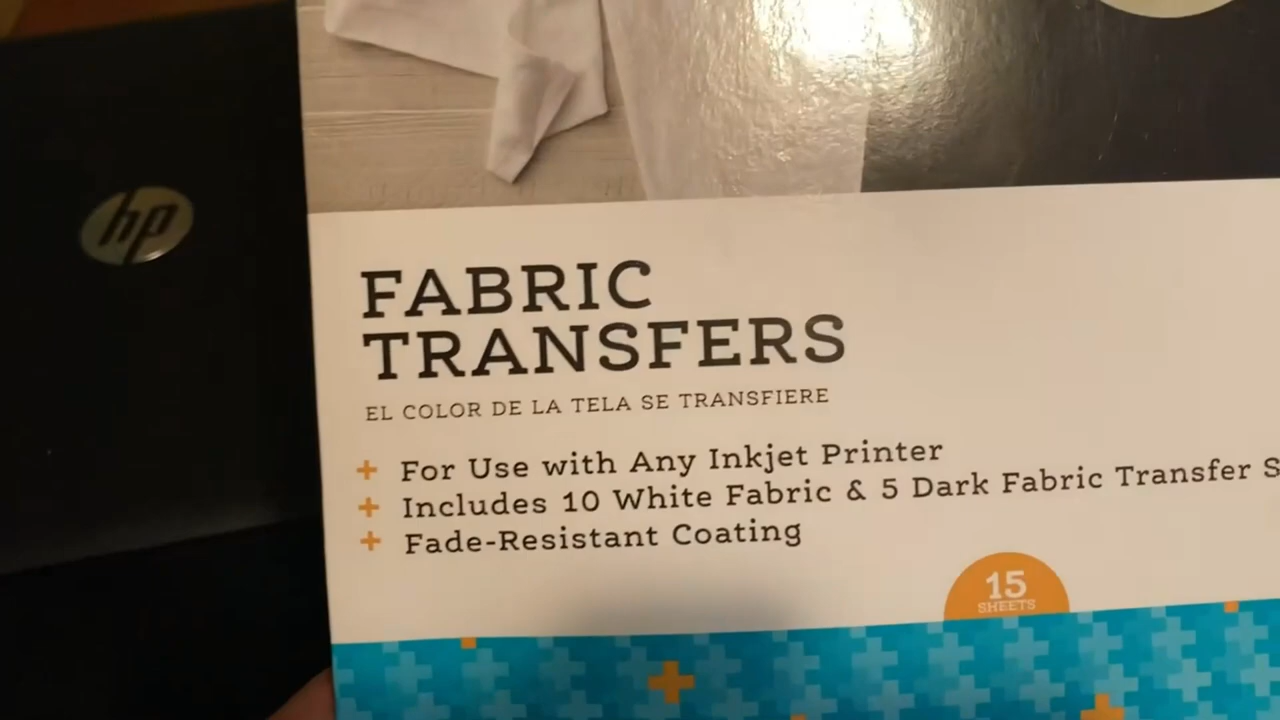 hp
FABRIC
TRANSFERS
EL COLOR DE LA TELA SE TRANSFIERE
+ For Use with Any Inkjet Printer
+ Includes 10 White Fabric & 5 Dark Fabric Transfer S
+ Fade-Resistant Coating
15
SHEETS